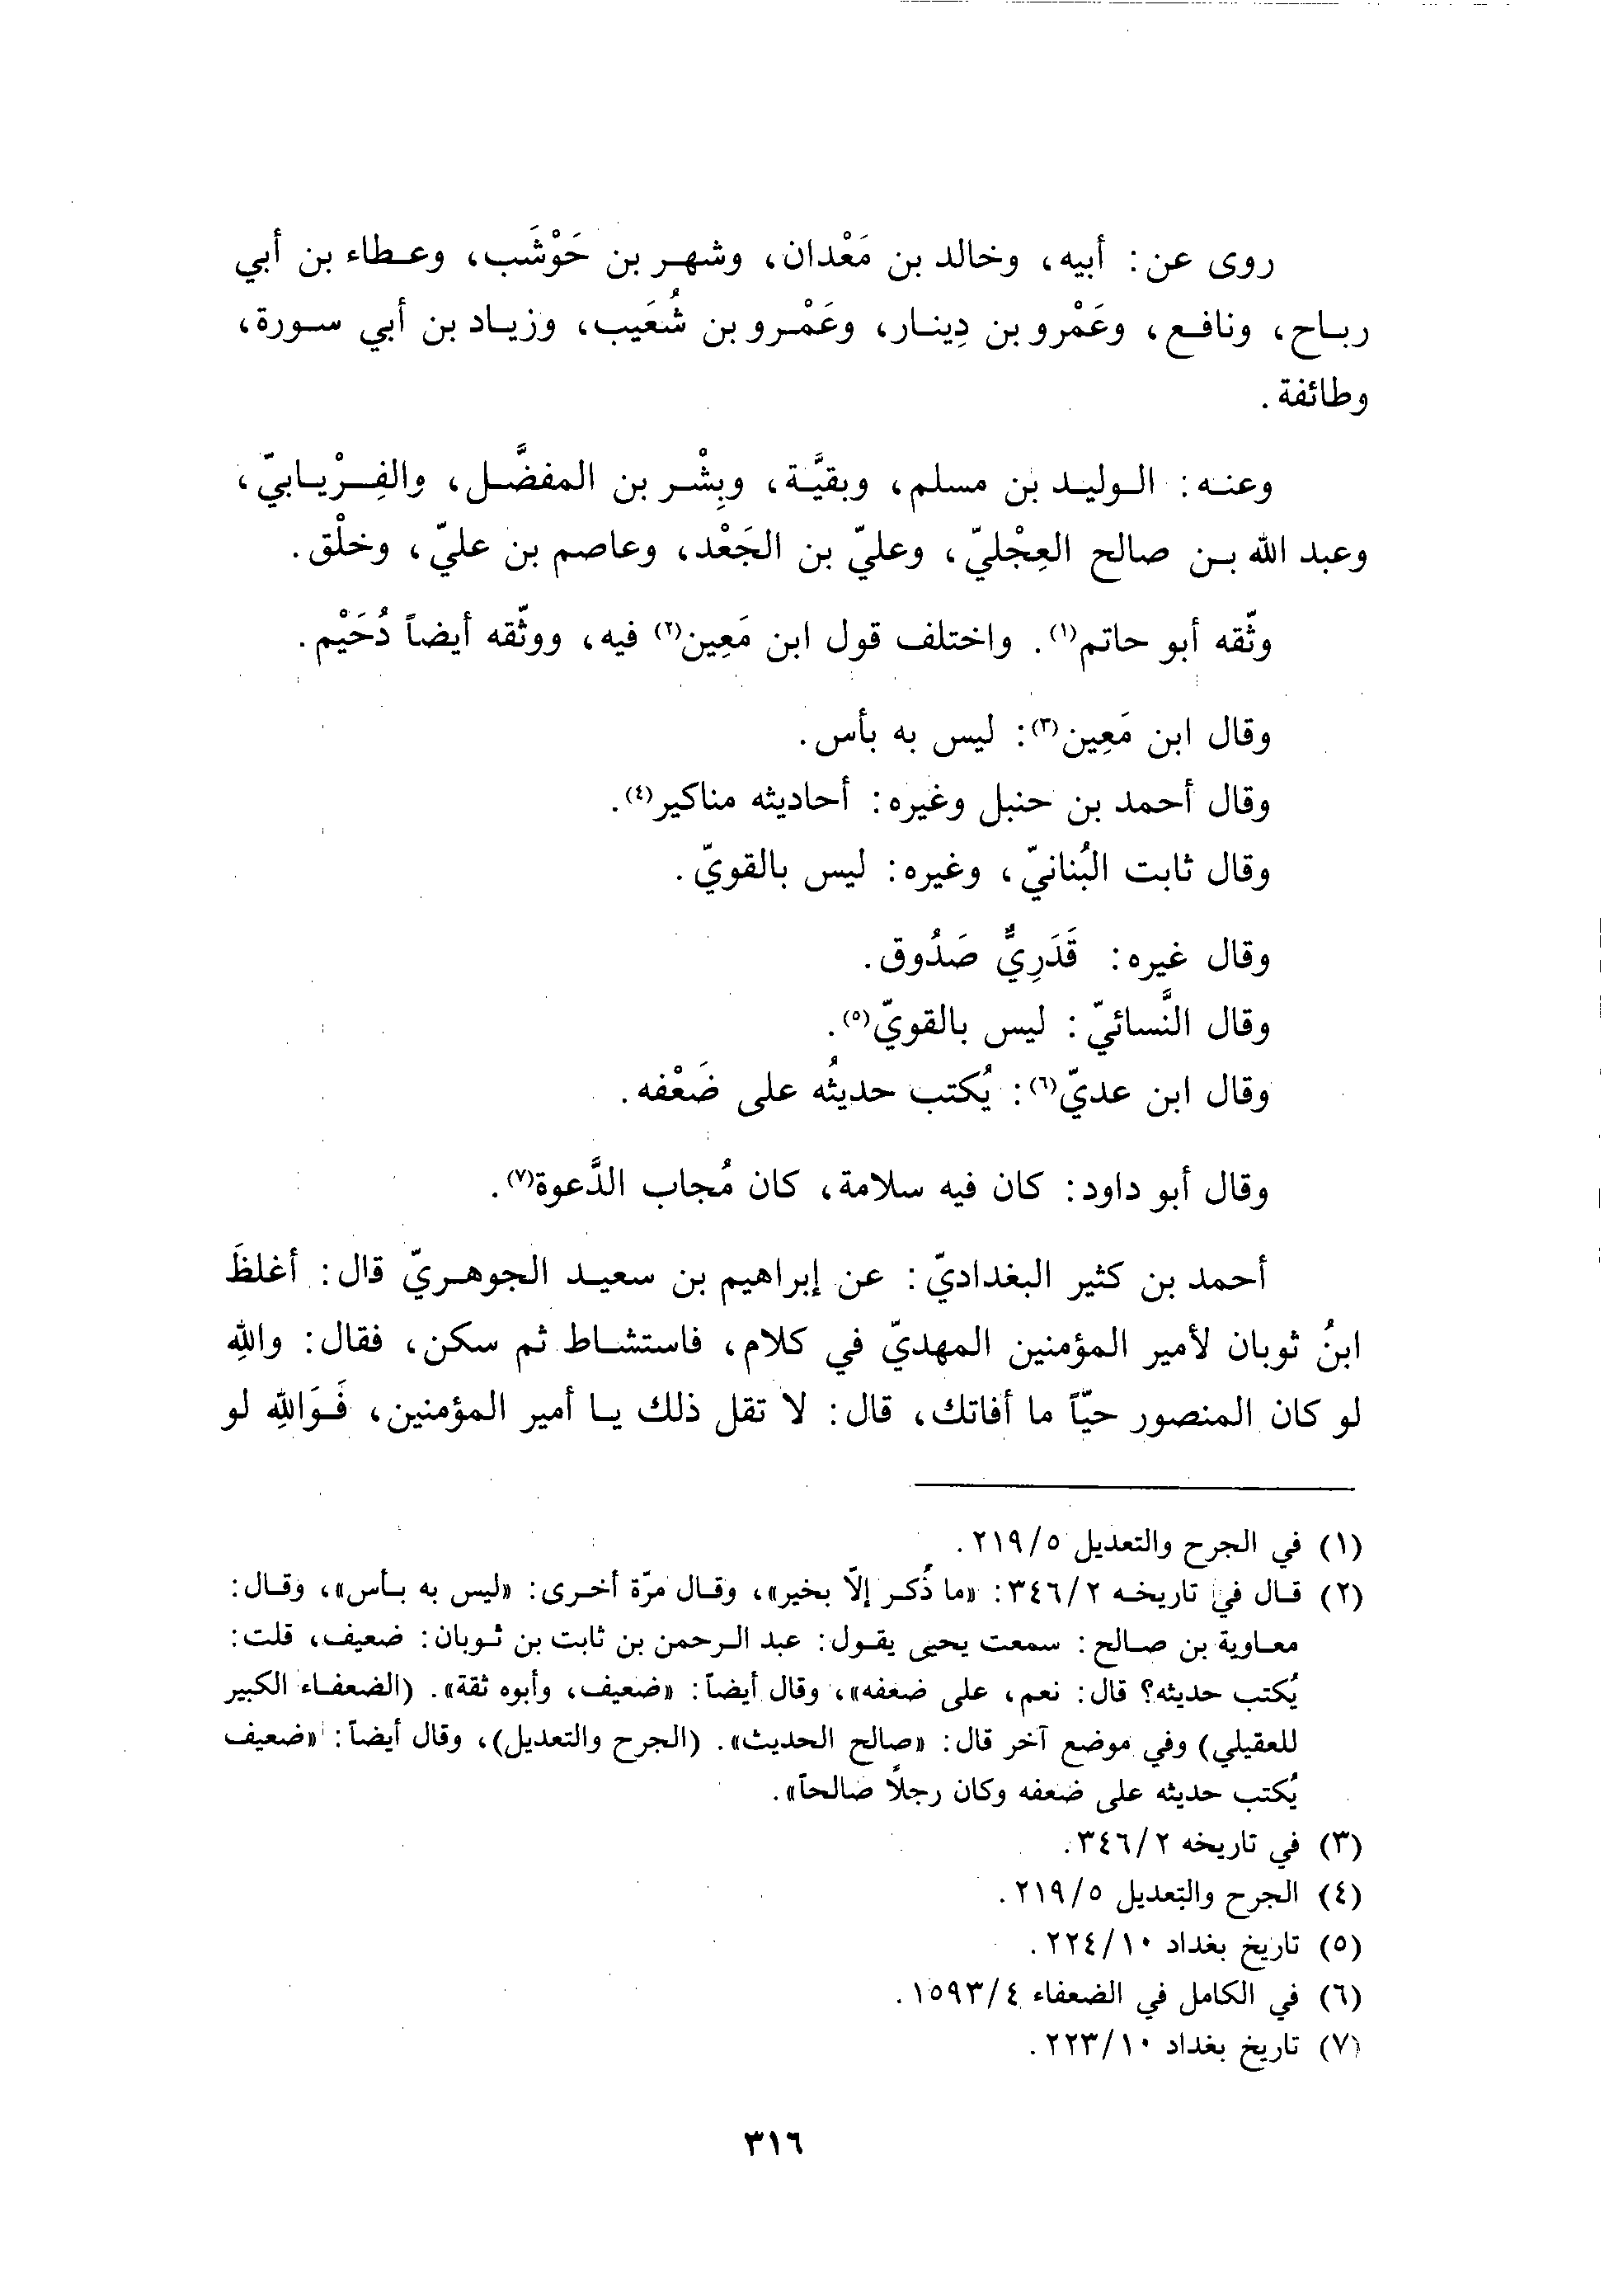 روى عن: أبيه، وخالد بن مَعْدان، وشهر بن حَوْشَب، وعطاء بن أبي
رباح، ونافع، وعَمْرو بن دِينار، وعَمْرو بن شُعَيب، وزياد بن أبي سورة،
وطائفة.
وعنه: الوليد بن مسلم، وبقيَّة، وبِشْر بن المفضَّل، والفِرْيابيّ،
وعبد الله بن صالح العِجْليّ، وعليّ بن الجَعْد، وعاصم بن عليّ، وخلْق.
وثّقه أبو حاتم(١). واختلف قول ابن مَعِين(٢) فيه، ووثّقه أيضاً دُحَيْم.
وقال ابن مَعِين(٣): ليس به بأس.
وقال أحمد بن حنبل وغيره: أحاديثه مناكير(٤).
وقال ثابت البُنانيّ، وغيره: ليس بالقويّ.
وقال غيره: قَدَرِيٌّ صَدُوق.
وقال النَّسائيّ: ليس بالقويّ(٥).
وقال ابن عديّ(٦): يُكتب حديثُه على ضَعْفه.
وقال أبو داود: كان فيه سلامة، كان مُجاب الدَّعوة(٧).
أحمد بن كثير البغداديّ: عن إبراهيم بن سعيد الجوهريّ قال: أغلظَ
ابنُ ثوبان لأمير المؤمنين المهديّ في كلام، فاستشاط ثم سكن، فقال: واللهِ
لو كان المنصور حيّاً ما أفاتك، قال: لا تقل ذلك يا أمير المؤمنين، فَوَاللهِ لو
(١) في الجرح والتعديل ٢١٩/٥.
(٢) قال في تاريخه ٣٤٦/٢: «ما ذُكر إلّا بخير»، وقال مرّة أخرى: «ليس به بأس»، وقال:
معاوية بن صالح: سمعت يحيى يقول: عبد الرحمن بن ثابت بن ثوبان: ضعيف، قلت:
يُكتب حديثه؟ قال: نعم، على ضعفه»، وقال أيضاً: «ضعيف، وأبوه ثقة». (الضعفاء الكبير
للعقيلي) وفي موضع آخر قال: «صالح الحديث». (الجرح والتعديل)، وقال أيضاً: «ضعيف
يُكتب حديثه على ضعفه وكان رجلاً صالحاً».
(٣) في تاريخه ٣٤٦/٢.
(٤) الجرح والتعديل ٢١٩/٥.
(٥) تاريخ بغداد ٢٢٤/١٠.
(٦) في الكامل في الضعفاء ١٥٩٣/٤.
(٧) تاريخ بغداد ٢٢٣/١٠.
٣١٦